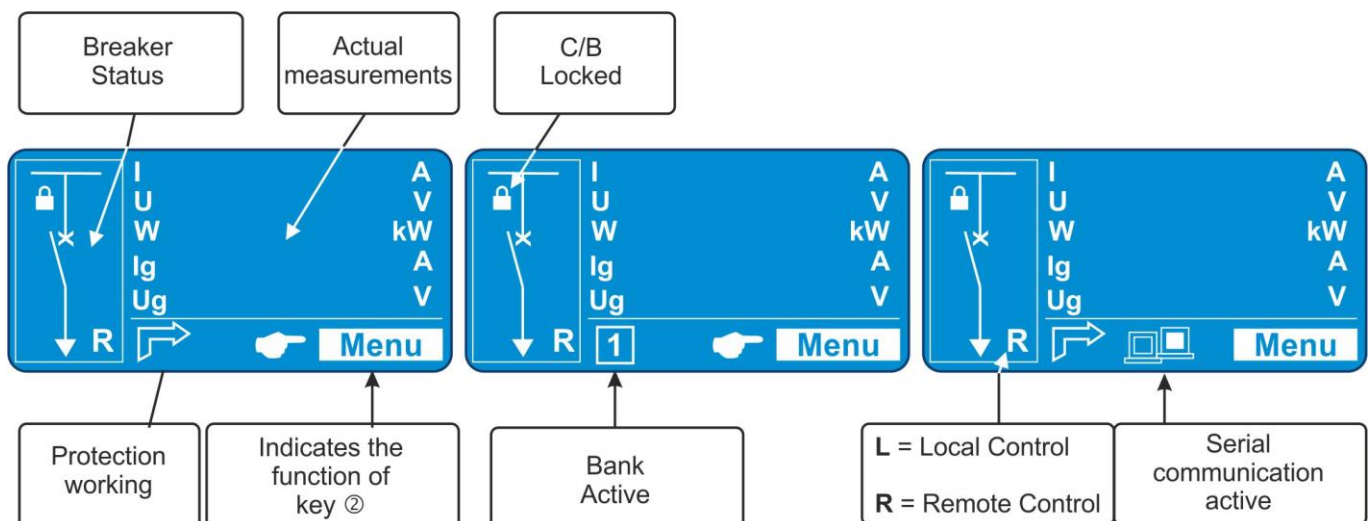 Breaker
Status
Actual
measurements
C/B
Locked
I A
U V
W kW
Ig A
Ug V
R Menu
I A
U V
W kW
Ig A
Ug V
R 1 Menu
I A
U V
W kW
Ig A
Ug V
R Menu
Protection
working
Indicates the
function of
key ②
Bank
Active
L = Local Control
R = Remote Control
Serial
communication
active